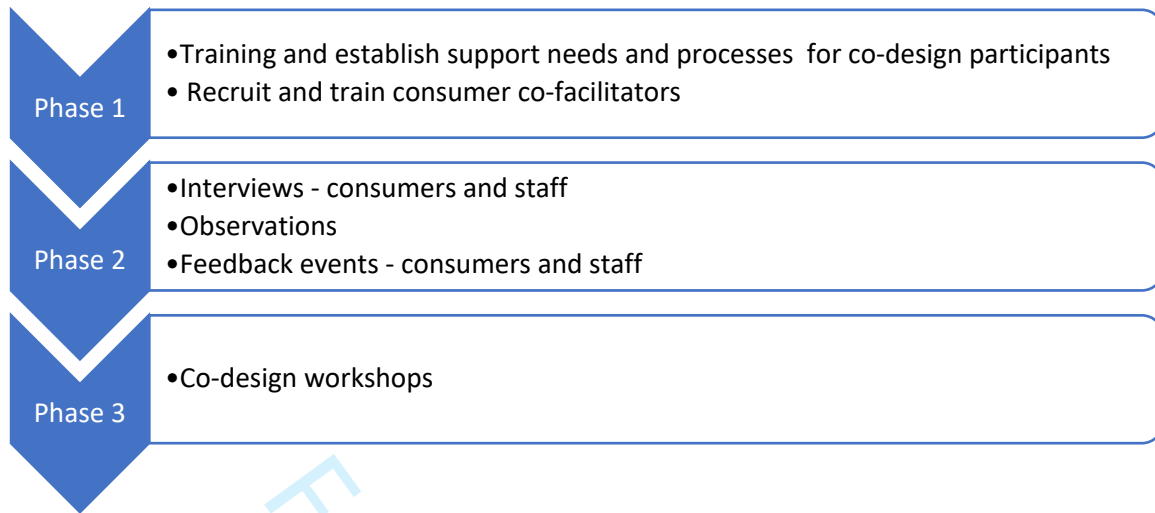 Phase 1
•Training and establish support needs and processes  for co-design participants
• Recruit and train consumer co-facilitators
Phase 2
•Interviews - consumers and staff
•Observations
•Feedback events - consumers and staff
Phase 3
•Co-design workshops
F